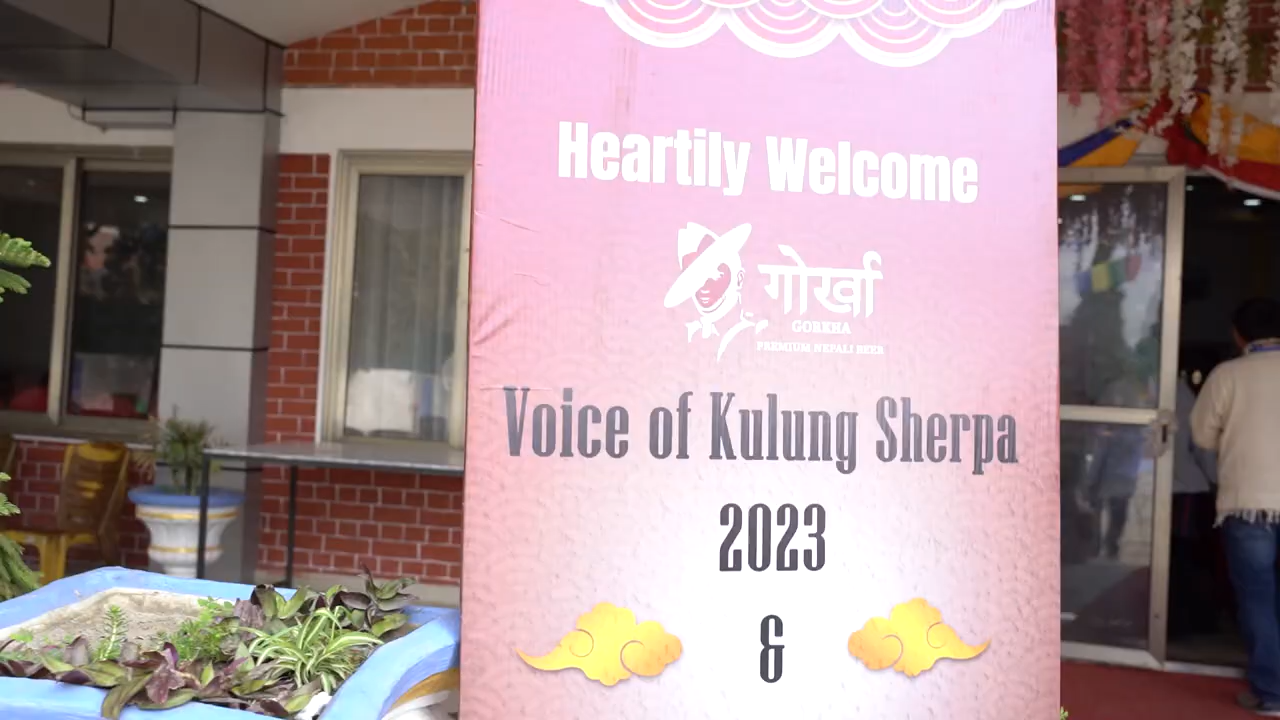 Heartily Welcome
गोर्खा
GORKHA
PREMIUM NEPALI BEER
Voice of Kulung Sherpa
2023
&